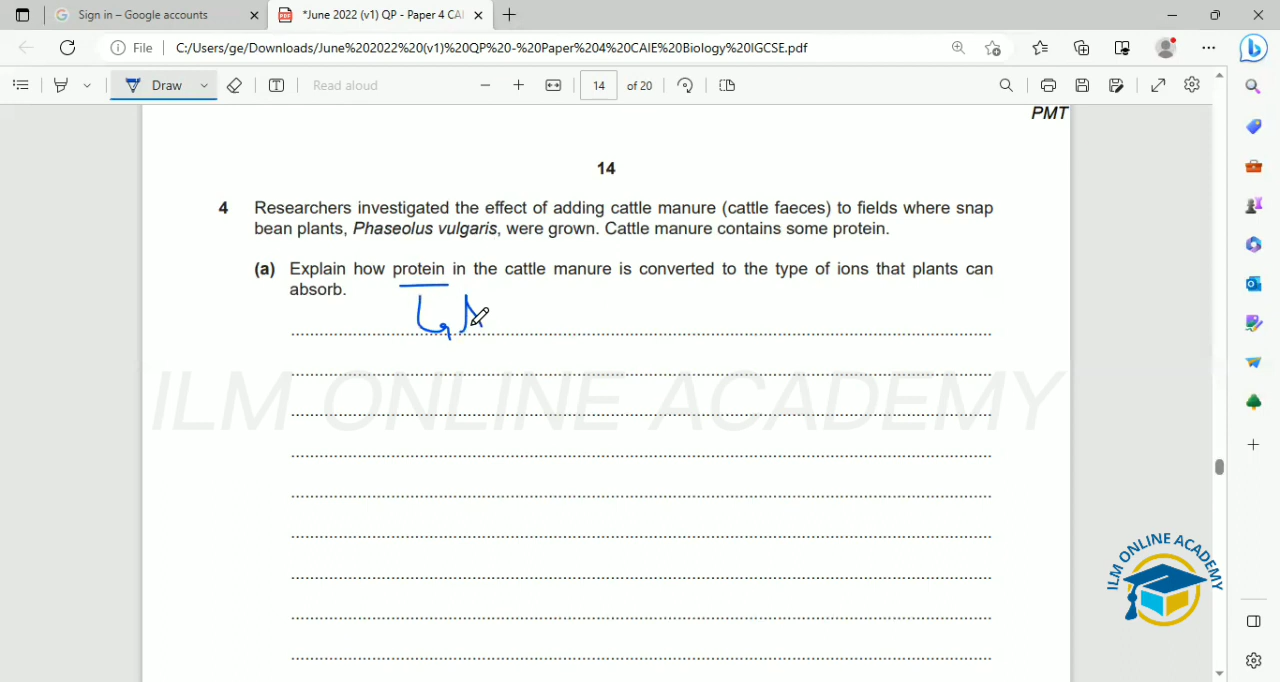 Sign in – Google accounts
*June 2022 (v1) QP - Paper 4 CAI
File
C:/Users/ge/Downloads/June%202022%20(v1)%20QP%20-%20Paper%204%20CAIE%20Biology%20IGCSE.pdf
Draw
Read aloud
14
of 20
PMT
14
4 Researchers investigated the effect of adding cattle manure (cattle faeces) to fields where snap
bean plants, Phaseolus vulgaris, were grown. Cattle manure contains some protein.
(a) Explain how protein in the cattle manure is converted to the type of ions that plants can
absorb.
ILM ONLINE ACADEMY
ILM ONLINE ACADEMY